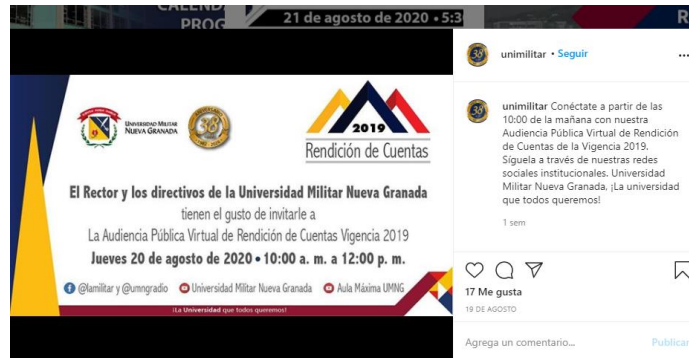 CALEND
PROG
21 de agosto de 2020 • 5:3
R
UNIVERSIDAD MILITAR
NUEVA GRANADA
38
2019
Rendición de Cuentas
El Rector y los directivos de la Universidad Militar Nueva Granada
tienen el gusto de invitarle a
La Audiencia Pública Virtual de Rendición de Cuentas Vigencia 2019
Jueves 20 de agosto de 2020 • 10:00 a. m. a 12:00 p. m.
@lamilitar y @umngradio Universidad Militar Nueva Granada Aula Máxima UMNG
¡La Universidad que todos queremos!
unimilitar • Seguir
unimilitar Conéctate a partir de las
10:00 de la mañana con nuestra
Audiencia Pública Virtual de Rendición
de Cuentas de la Vigencia 2019.
Síguela a través de nuestras redes
sociales institucionales. Universidad
Militar Nueva Granada, ¡La universidad
que todos queremos!
1 sem
17 Me gusta
19 DE AGOSTO
Agrega un comentario...
Publicar